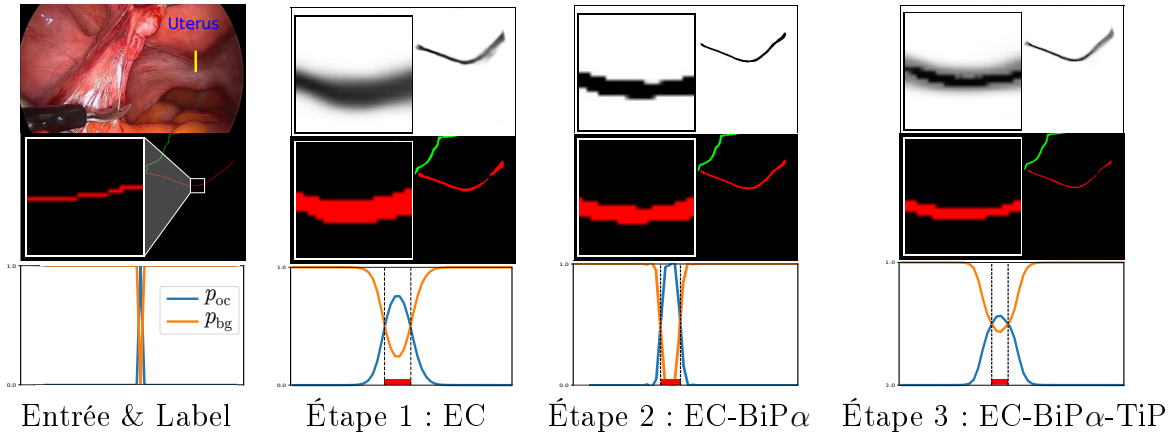 Uterus
1.0
p_oc
p_bg
0.0
1.0
0.0
1.0
0.0
1.0
0.0
Entrée & Label
Étape 1 : EC
Étape 2 : EC-BiPα
Étape 3 : EC-BiPα-TiP